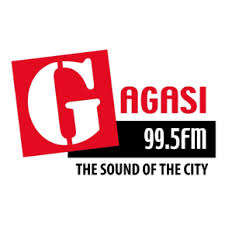 GAGASI
99.5FM
THE SOUND OF THE CITY